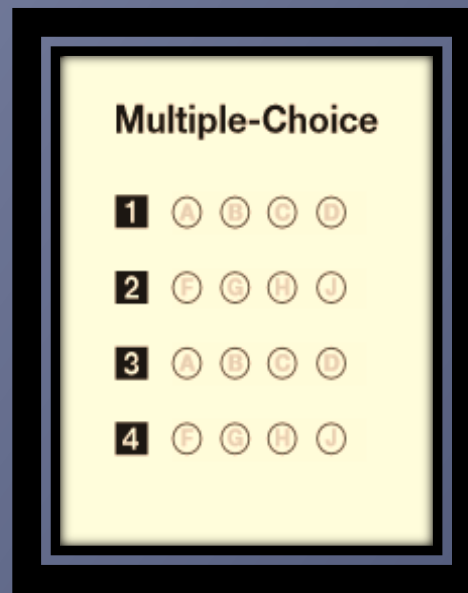 Multiple-Choice
1 A B C D
2 F G H J
3 A B C D
4 F G H J